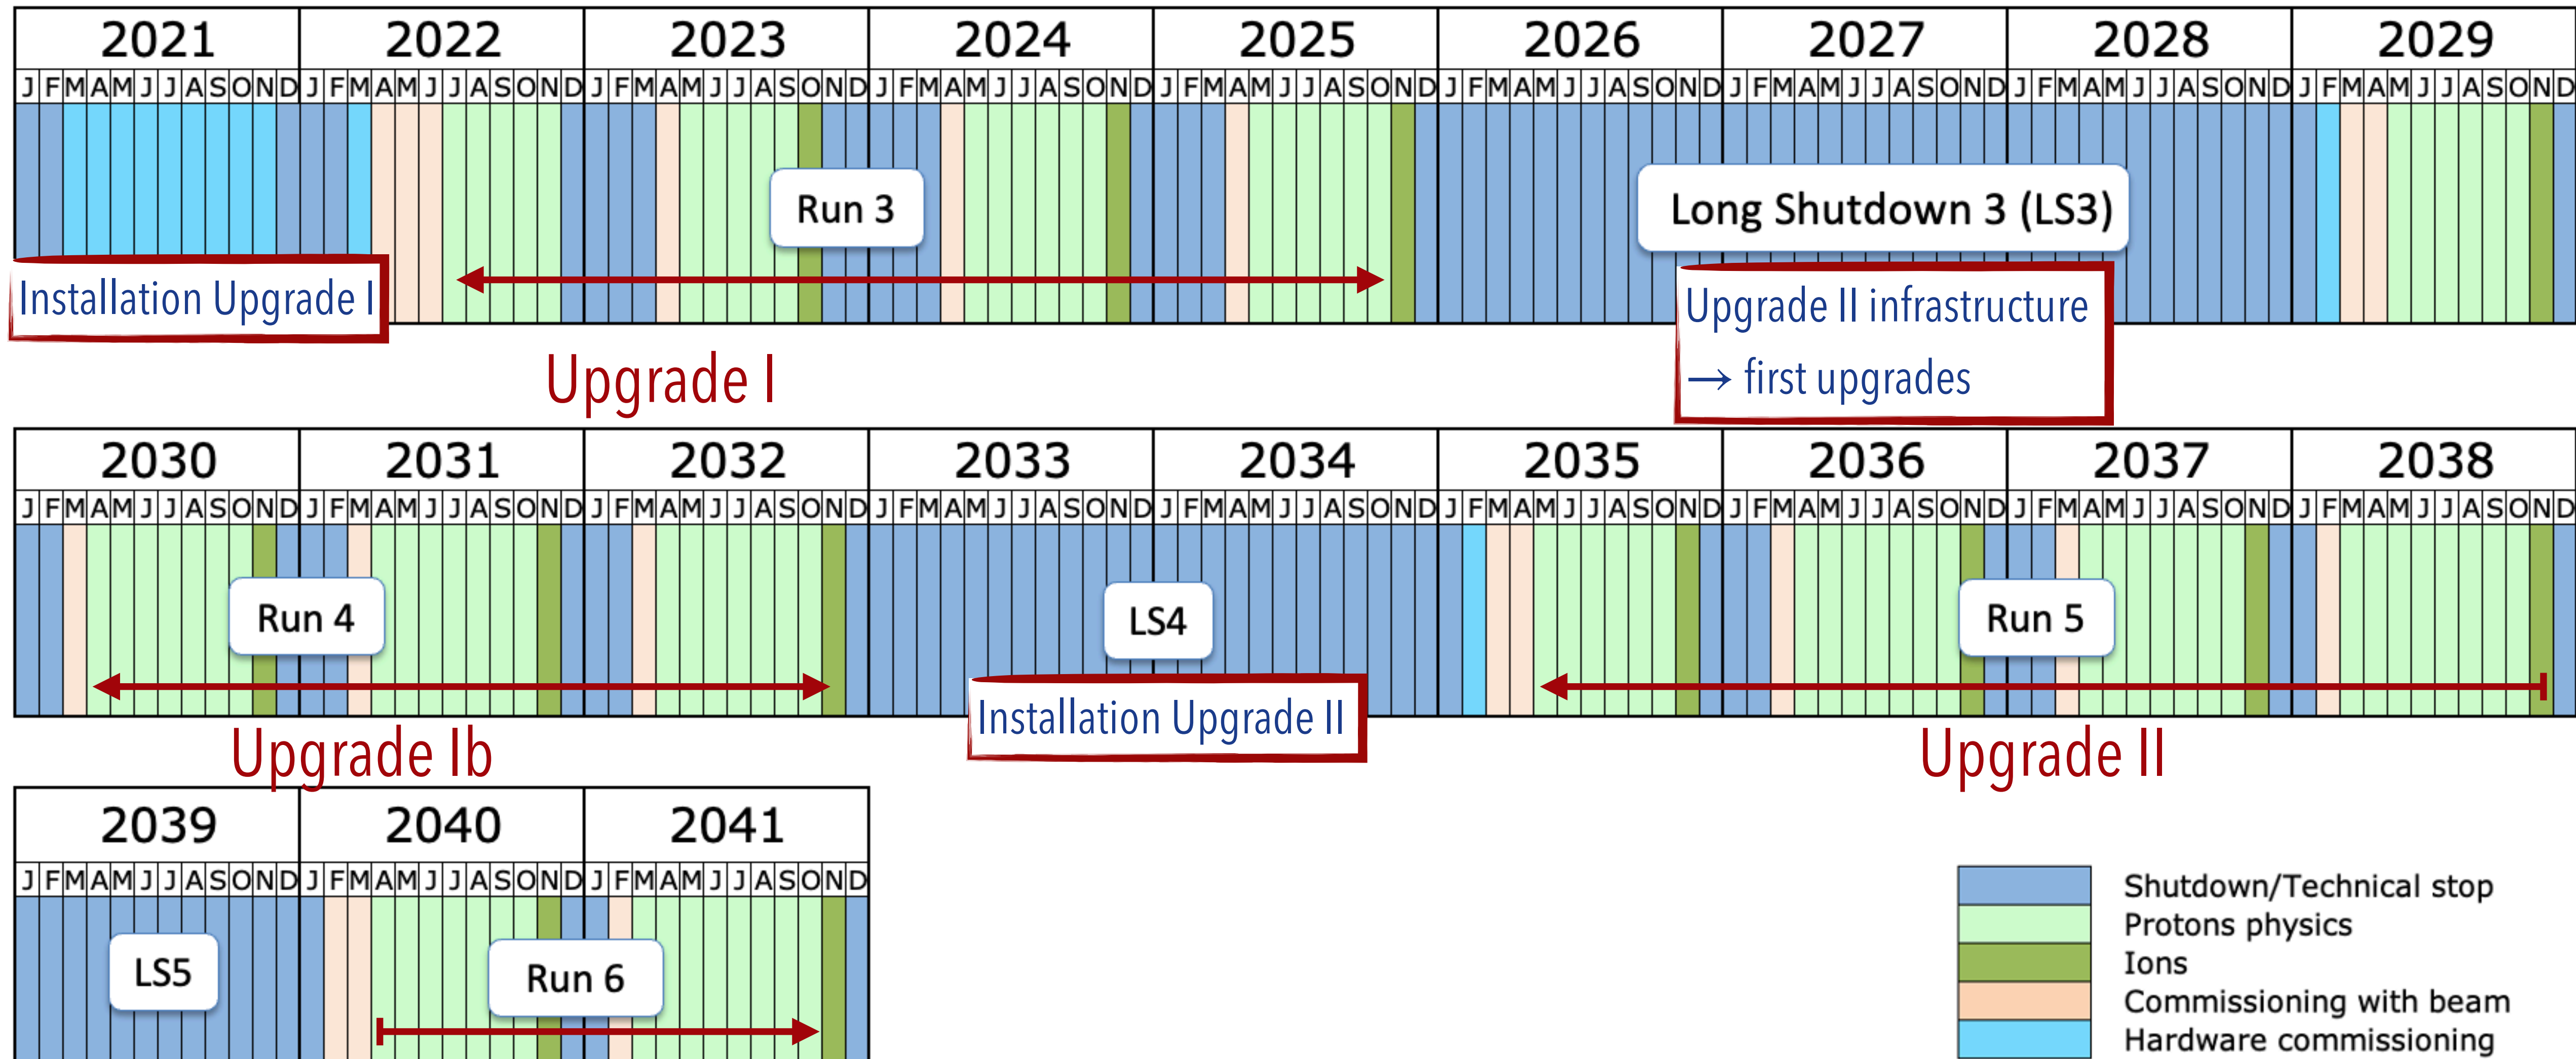 2021 2022 2023 2024 2025 2026 2027 2028 2029
J F M A M J J A S O N D J F M A M J J A S O N D J F M A M J J A S O N D J F M A M J J A S O N D J F M A M J J A S O N D J F M A M J J A S O N D J F M A M J J A S O N D J F M A M J J A S O N D J F M A M J J A S O N D
Run 3
Long Shutdown 3 (LS3)
Installation Upgrade I
Upgrade II infrastructure
→ first upgrades
Upgrade I
2030 2031 2032 2033 2034 2035 2036 2037 2038
J F M A M J J A S O N D J F M A M J J A S O N D J F M A M J J A S O N D J F M A M J J A S O N D J F M A M J J A S O N D J F M A M J J A S O N D J F M A M J J A S O N D J F M A M J J A S O N D J F M A M J J A S O N D
Run 4
LS4
Run 5
Installation Upgrade II
Upgrade Ib
Upgrade II
2039 2040 2041
J F M A M J J A S O N D J F M A M J J A S O N D J F M A M J J A S O N D
LS5
Run 6
Shutdown/Technical stop
Protons physics
Ions
Commissioning with beam
Hardware commissioning